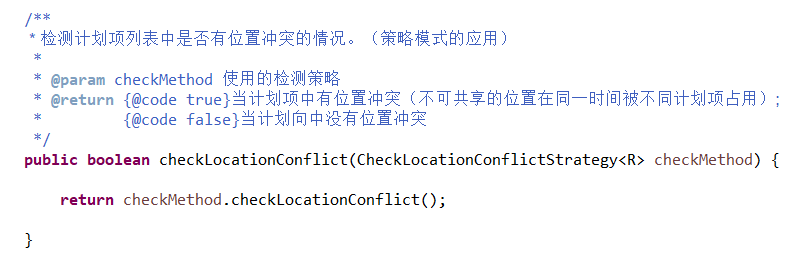 /**
* 检测计划项列表中是否有位置冲突的情况。（策略模式的应用）
*
* @param checkMethod 使用的检测策略
* @return {@code true}当计划项中有位置冲突（不可共享的位置在同一时间被不同计划项占用）;
* {@code false}当计划向中没有位置冲突
*/
public boolean checkLocationConflict(CheckLocationConflictStrategy<R> checkMethod) {
return checkMethod.checkLocationConflict();
}